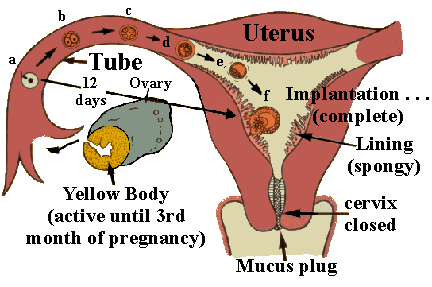 c
b
Uterus
d
a
Tube
e
12
days
Ovary
f
Implantation . . .
(complete)
Lining
(spongy)
Yellow Body
(active until 3rd
month of pregnancy)
cervix
closed
Mucus plug